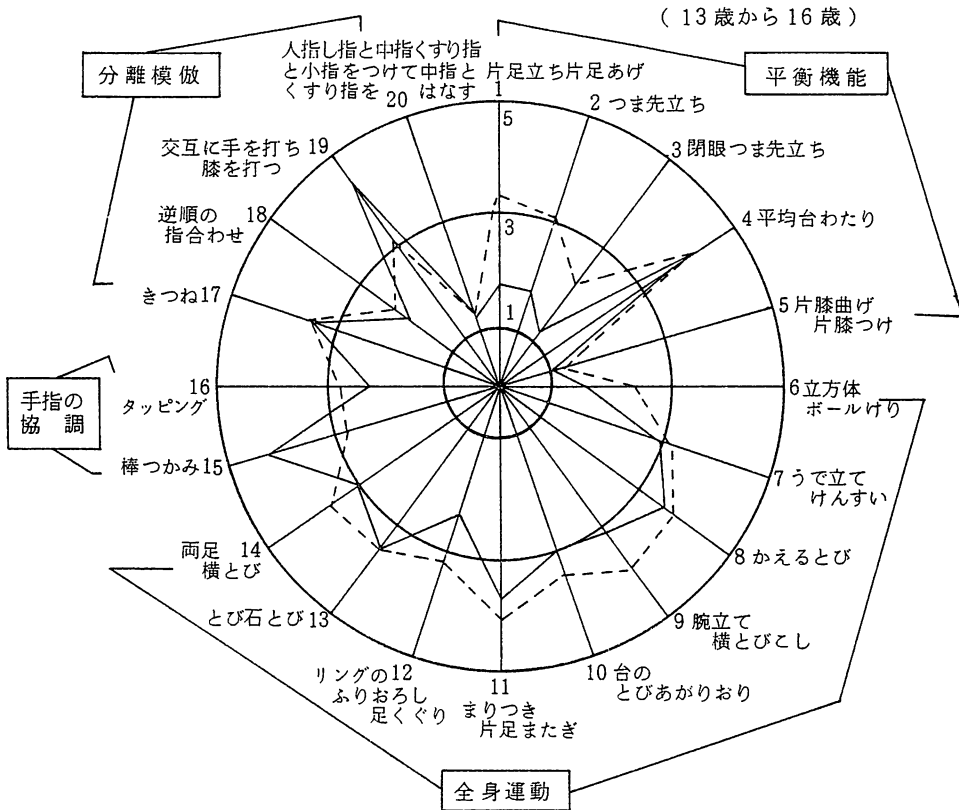 (13歳から16歳)
分離模倣
平衡機能
人指し指と中指くすり指
と小指をつけて中指と
くすり指を はなす
20
片足立ち片足あげ
1
2 つま先立ち
3 閉眼つま先立ち
4 平均台わたり
5 片膝曲げ
片膝つけ
6 立方体
ボールけり
7 うで立て
けんすい
8 かえるとび
9 腕立て
横とびこし
10 台の
とびあがりおり
11
まりつき
片足またぎ
リングの12
ふりおろし
足くぐり
とび石とび13
両足 14
横とび
棒つかみ15
16
タッピング
きつね17
逆順の 18
指合わせ
交互に手を打ち 19
膝を打つ
5
3
1
手指の
協調
全身運動